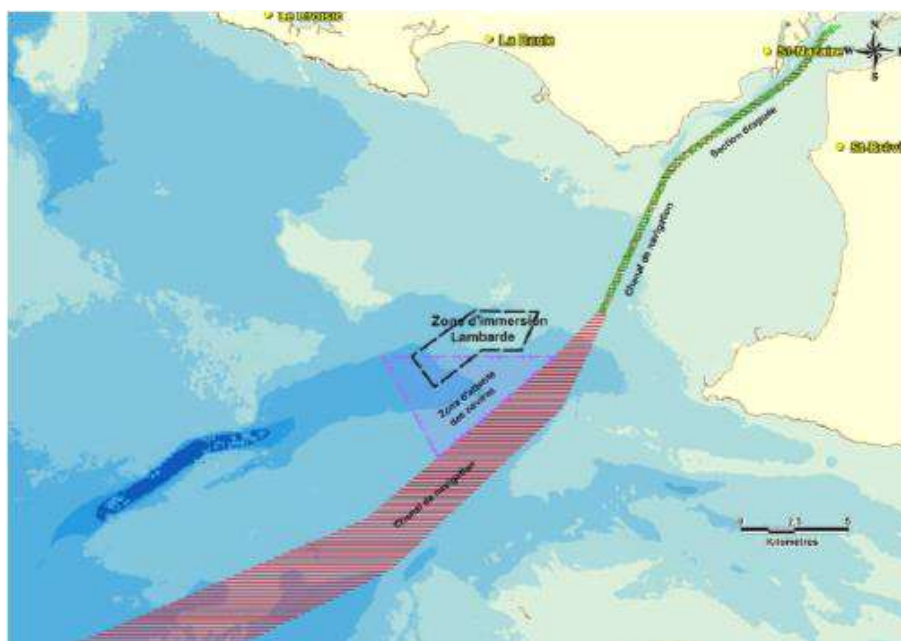 Le Croisic
La Baule
N
St-Nazaire
W
S
Section draguée
St-Brévi
Chenal de navigation
Zone d'immersion
Lambarde
Zone d'attente
des navires
Chenal de navigation
0 2,5 5
Kilomètres